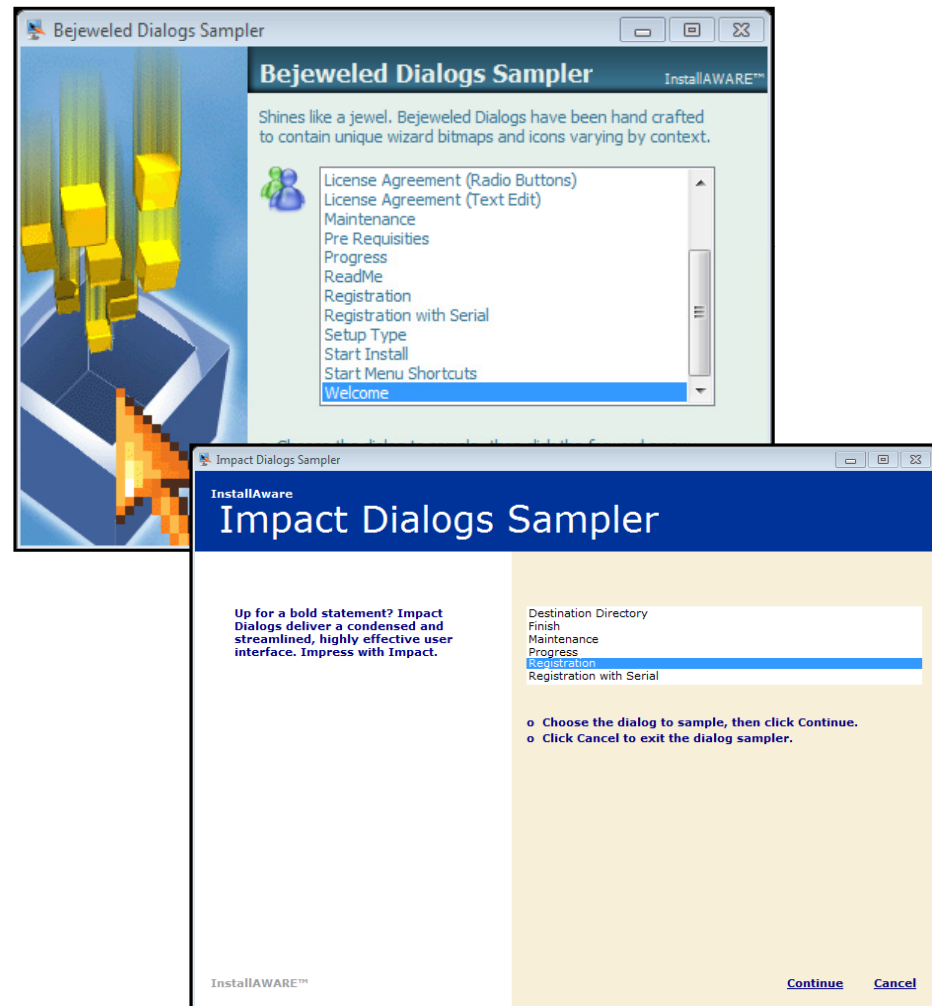 Bejeweled Dialogs Sampler
Bejeweled Dialogs Sampler
InstallAWARE™
Shines like a jewel. Bejeweled Dialogs have been hand crafted
to contain unique wizard bitmaps and icons varying by context.
License Agreement (Radio Buttons)
License Agreement (Text Edit)
Maintenance
Pre Requisities
Progress
ReadMe
Registration
Registration with Serial
Setup Type
Start Install
Start Menu Shortcuts
Welcome
Impact Dialogs Sampler
InstallAware
Impact Dialogs Sampler
Up for a bold statement? Impact
Dialogs deliver a condensed and
streamlined, highly effective user
interface. Impress with Impact.
Destination Directory
Finish
Maintenance
Progress
Registration
Registration with Serial
o Choose the dialog to sample, then click Continue.
o Click Cancel to exit the dialog sampler.
InstallAWARE™
Continue Cancel